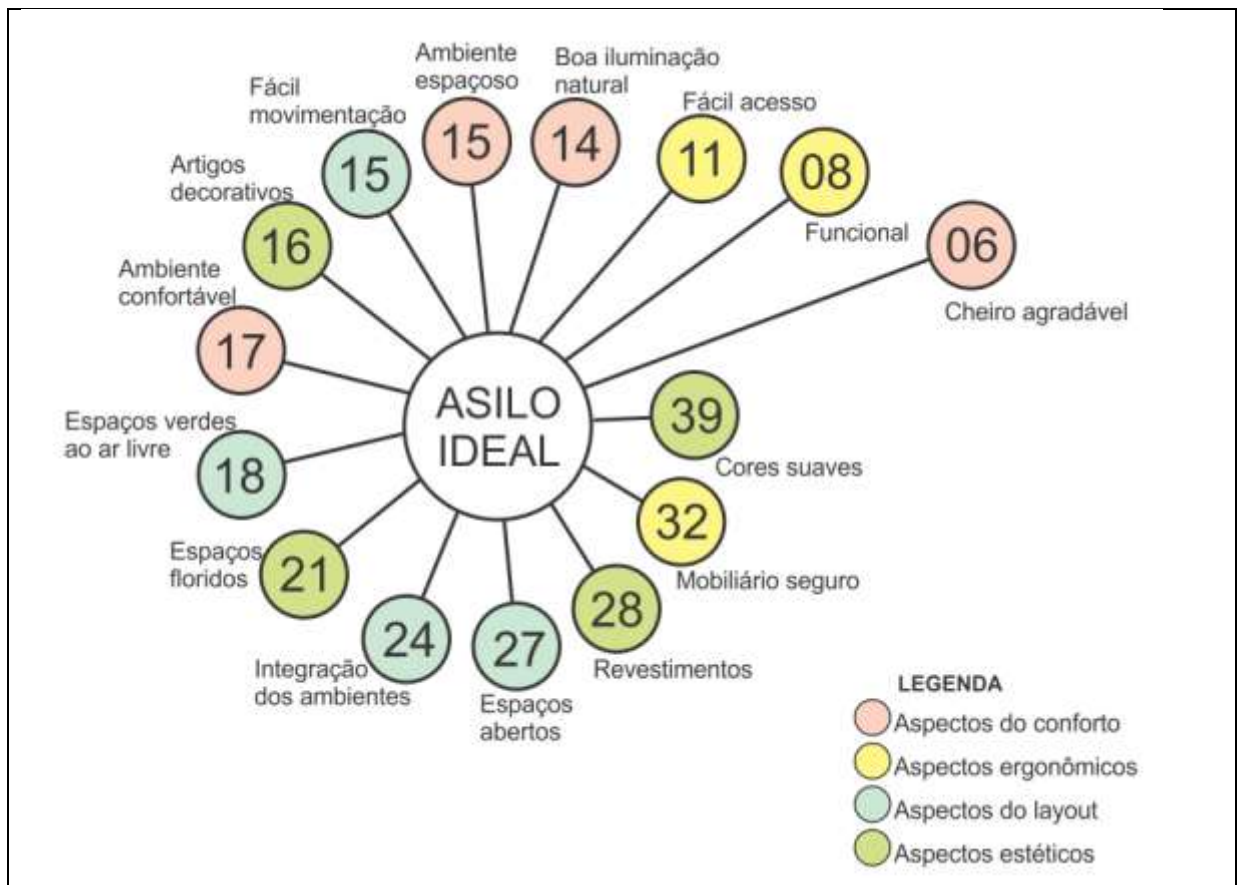 Ambiente
espaçoso
15
Boa iluminação
natural
14
Fácil acesso
11
08
Funcional
06
Cheiro agradável
Fácil
movimentação
15
Artigos
decorativos
16
Ambiente
confortável
17
ASILO
IDEAL
39
Cores suaves
Espaços verdes
ao ar livre
18
32
Mobiliário seguro
Espaços
floridos
21
28
Revestimentos
24
Integração
dos ambientes
27
Espaços
abertos
LEGENDA
Aspectos do conforto
Aspectos ergonômicos
Aspectos do layout
Aspectos estéticos